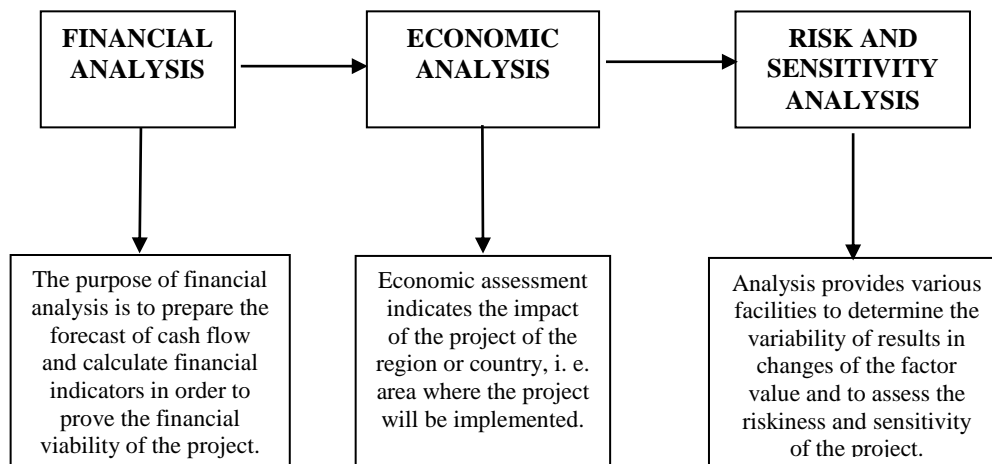 FINANCIAL
ANALYSIS
ECONOMIC
ANALYSIS
RISK AND
SENSITIVITY
ANALYSIS
The purpose of financial
analysis is to prepare the
forecast of cash flow
and calculate financial
indicators in order to
prove the financial
viability of the project.
Economic assessment
indicates the impact
of the project of the
region or country, i. e.
area where the project
will be implemented.
Analysis provides various
facilities to determine the
variability of results in
changes of the factor
value and to assess the
riskiness and sensitivity
of the project.